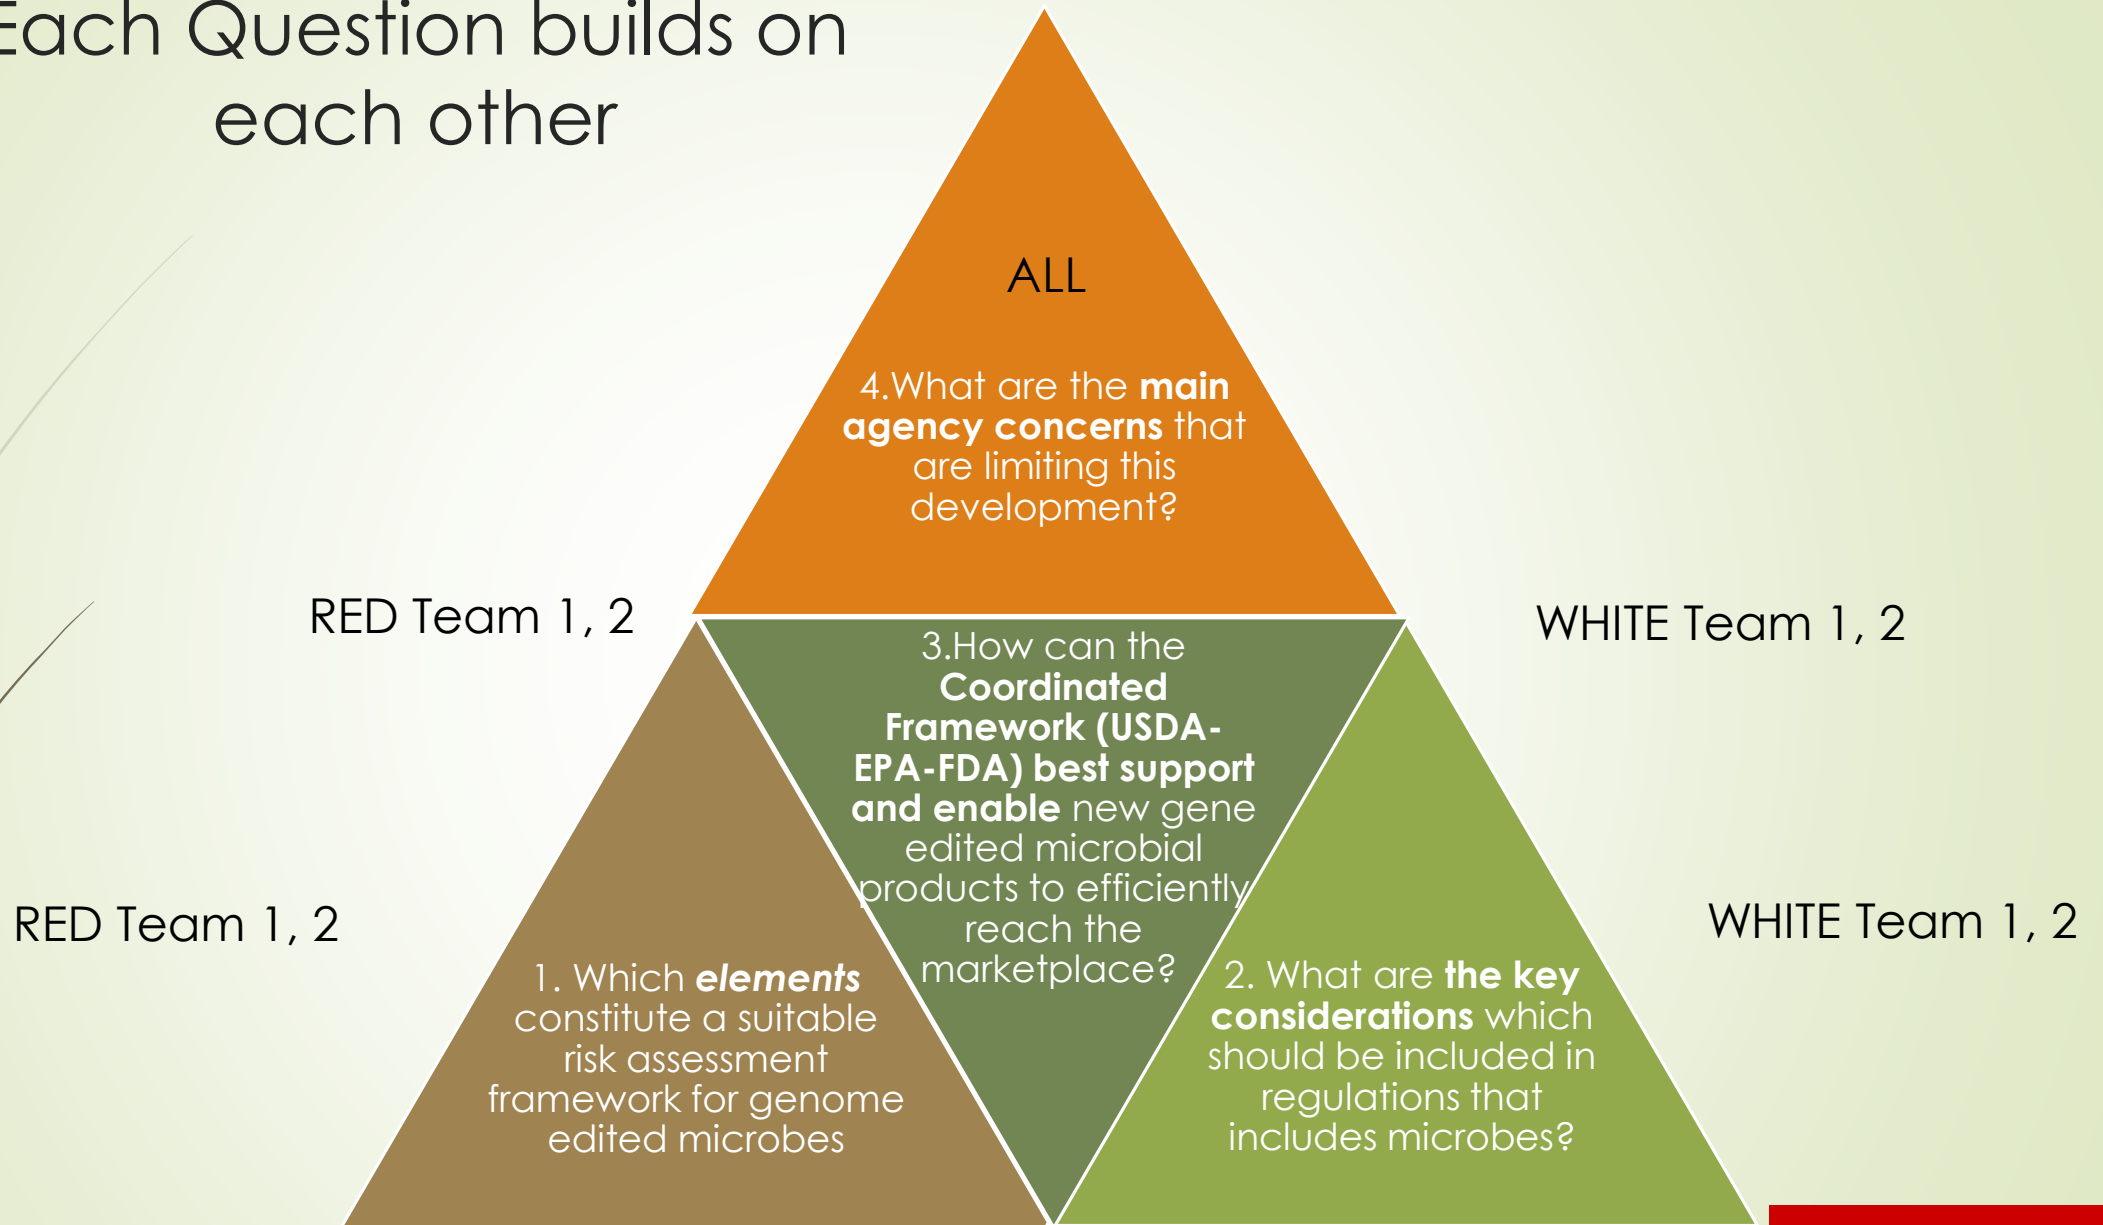 Each Question builds on
each other
ALL
4.What are the main
agency concerns that
are limiting this
development?
RED Team 1, 2
WHITE Team 1, 2
3.How can the
Coordinated
Framework (USDA-
EPA-FDA) best support
and enable new gene
edited microbial
products to efficiently
reach the
marketplace?
RED Team 1, 2
WHITE Team 1, 2
1. Which elements
constitute a suitable
risk assessment
framework for genome
edited microbes
2. What are the key
considerations which
should be included in
regulations that
includes microbes?